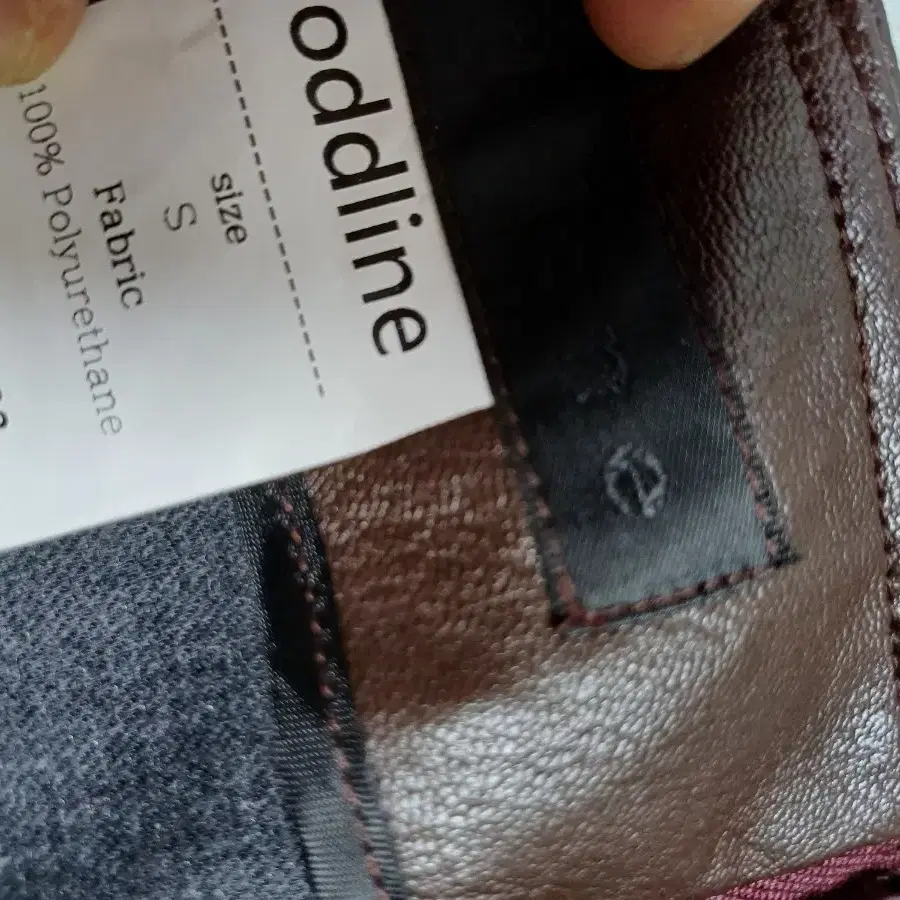 oddline
size
S
Fabric
100% Polyurethane